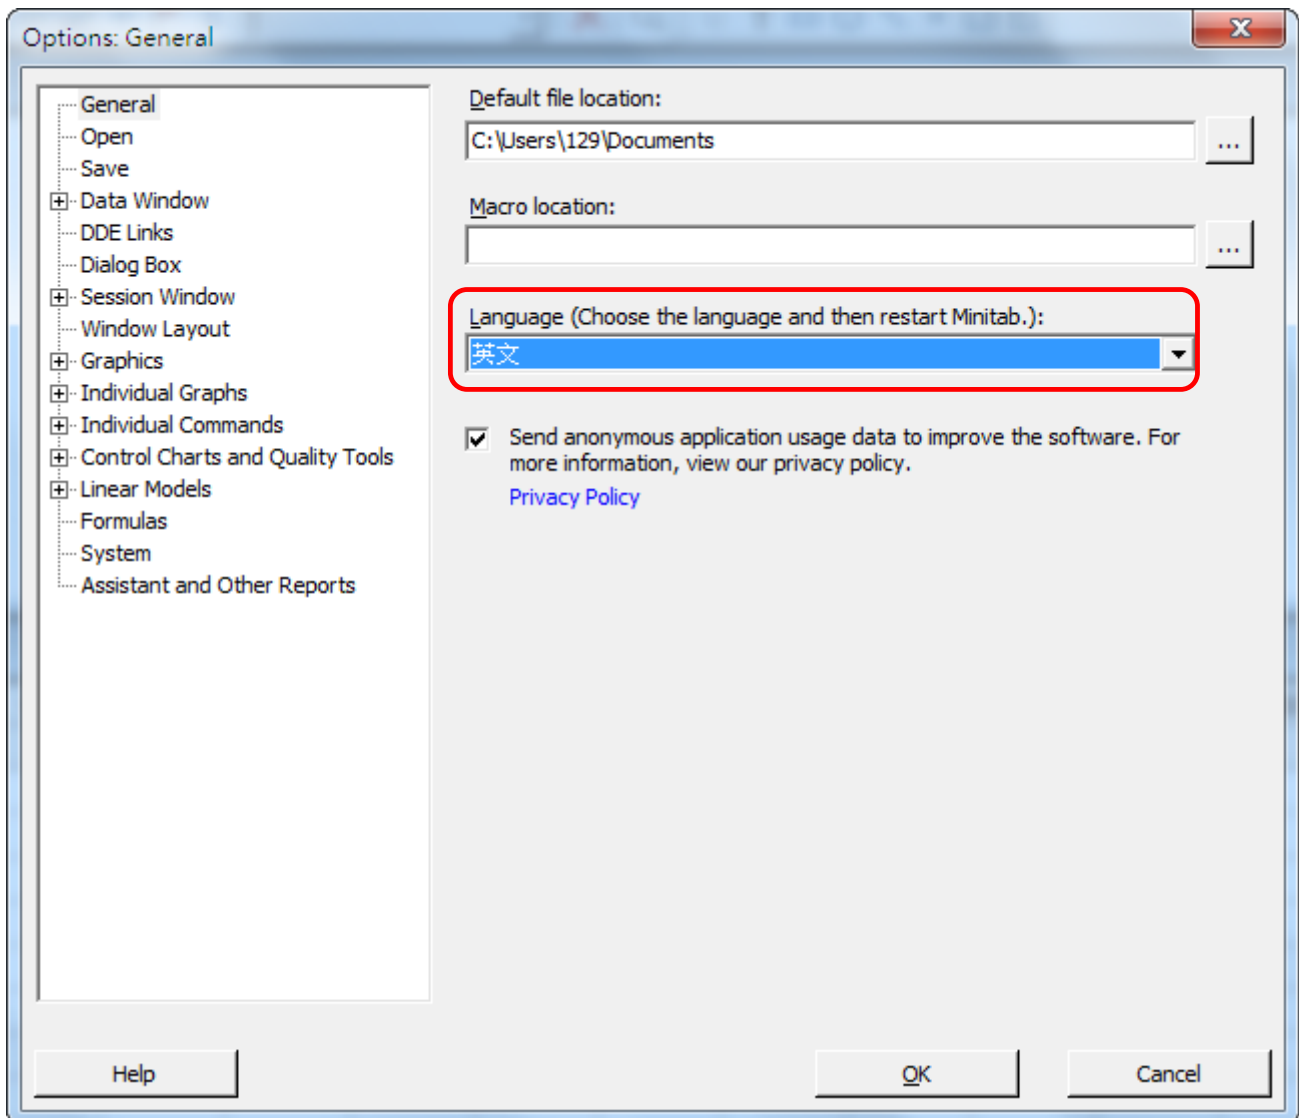 Options: General
General
Open
Save
Data Window
DDE Links
Dialog Box
Session Window
Window Layout
Graphics
Individual Graphs
Individual Commands
Control Charts and Quality Tools
Linear Models
Formulas
System
Assistant and Other Reports
Default file location:
C:\Users\129\Documents
...
Macro location:
...
Language (Choose the language and then restart Minitab.):
英文
Send anonymous application usage data to improve the software. For
more information, view our privacy policy.
Privacy Policy
Help
OK
Cancel